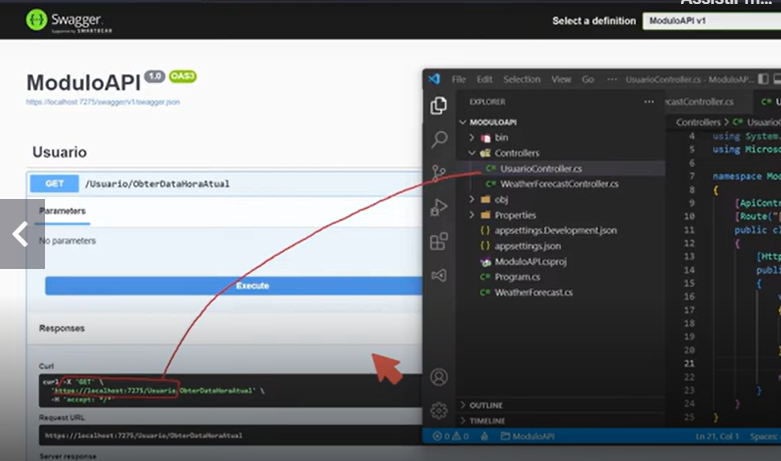 Swagger.
Supported by SMARTBEAR
Select a definition
ModuloAPI v1
ModuloAPI 1.0 OAS3
https://localhost:7275/swagger/v1/swagger.json
Usuario
GET /Usuario/ObterDataHoraAtual
Parameters
No parameters
Execute
Responses
Curl
curl -X 'GET' \
'https://localhost:7275/Usuario/ObterDataHoraAtual' \
-H 'accept: */*'
Request URL
https://localhost:7275/Usuario/ObterDataHoraAtual
Server response
File Edit Selection View Go ··· UsuarioController.cs - ModuloAP...
EXPLORER ···
MODULOAPI
bin
Controllers
UsuarioController.cs
WeatherForecastController.cs
obj
Properties
appsettings.Development.json
appsettings.json
ModuloAPI.csproj
Program.cs
WeatherForecast.cs
OUTLINE
TIMELINE
ecastController.cs
Controllers > Usuario
4 using System.
5 using Microso
6
7 namespace Mod
8 {
9 [ApiContr
10 [Route("[
11 public cl
12 {
13 [Http
14 publi
15 {
16
17
18
19
20 }
21
22
23 }
24 }
25 }
0 0 ModuloAPI Ln 21, Col 1 Spaces: